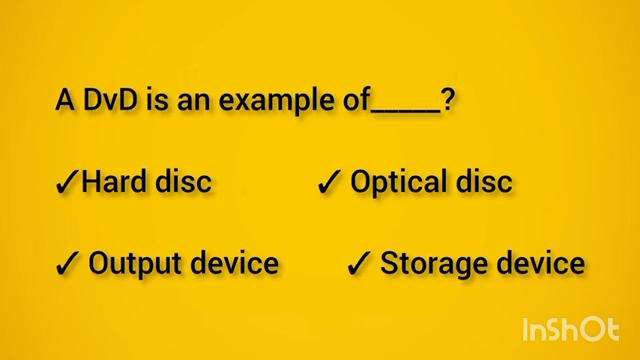 A DvD is an example of_____?
✓Hard disc ✓ Optical disc
✓ Output device ✓ Storage device
InShOt